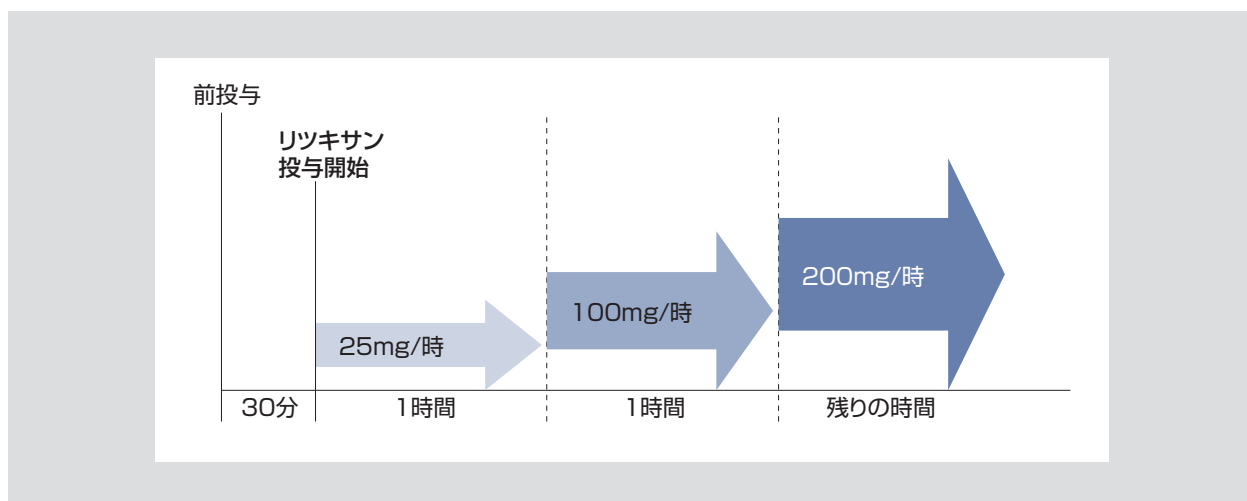 前投与
リツキサン
投与開始
25mg/時
100mg/時
200mg/時
30分
1時間
1時間
残りの時間